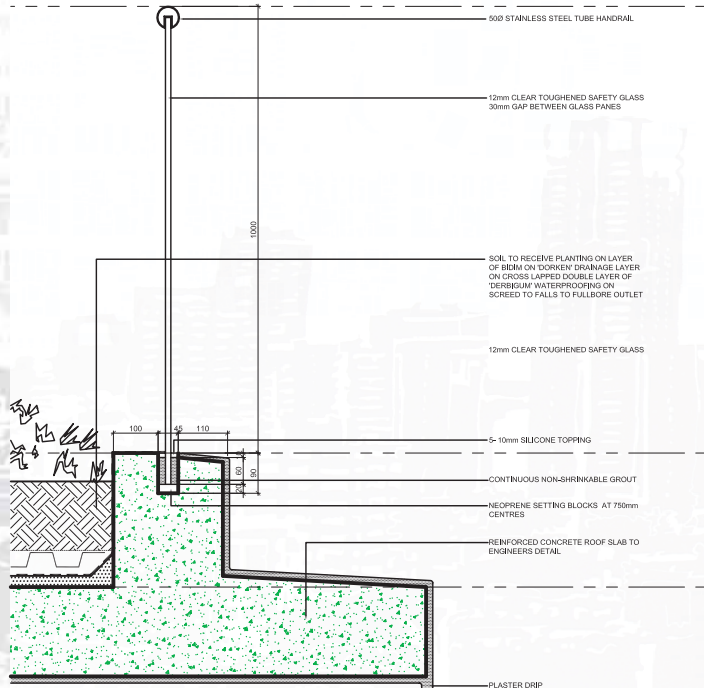 50Ø STAINLESS STEEL TUBE HANDRAIL
12mm CLEAR TOUGHENED SAFETY GLASS
30mm GAP BETWEEN GLASS PANES
1000
SOIL TO RECEIVE PLANTING ON LAYER
OF BIDIM ON 'DORKEN' DRAINAGE LAYER
ON CROSS LAPPED DOUBLE LAYER OF
'DERBIGUM' WATERPROOFING ON
SCREED TO FALLS TO FULLBORE OUTLET
12mm CLEAR TOUGHENED SAFETY GLASS
100 45 110
5- 10mm SILICONE TOPPING
60
90
20
CONTINUOUS NON-SHRINKABLE GROUT
NEOPRENE SETTING BLOCKS AT 750mm
CENTRES
REINFORCED CONCRETE ROOF SLAB TO
ENGINEERS DETAIL
PLASTER DRIP